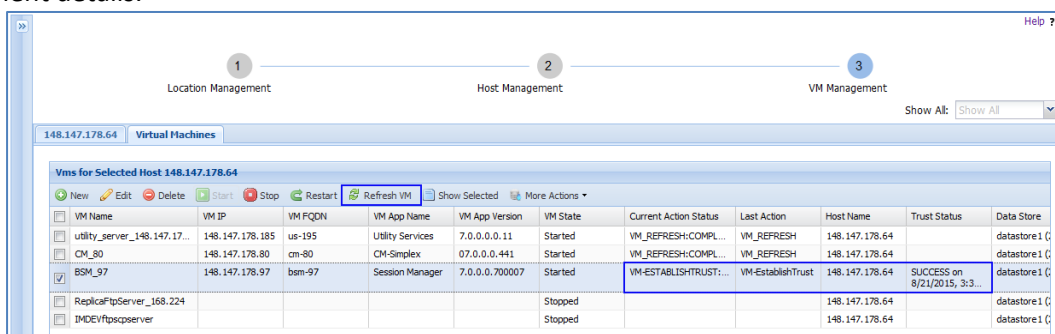 ent details.
Help ?
1
2
3
Location Management
Host Management
VM Management
Show All: Show All
148.147.178.64 Virtual Machines
Vms for Selected Host 148.147.178.64
New Edit Delete Start Stop Restart Refresh VM Show Selected More Actions
VM Name VM IP VM FQDN VM App Name VM App Version VM State Current Action Status Last Action Host Name Trust Status Data Store
utility_server_148.147.17... 148.147.178.185 us-195 Utility Services 7.0.0.0.0.11 Started VM_REFRESH:COMPL... VM_REFRESH 148.147.178.64 datastore1 (2
CM_80 148.147.178.80 cm-80 CM-Simplex 07.0.0.0.441 Started VM_REFRESH:COMPL... VM_REFRESH 148.147.178.64 datastore1 (2
BSM_97 148.147.178.97 bsm-97 Session Manager 7.0.0.0.700007 Started VM-ESTABLISHTRUST:... VM-EstablishTrust 148.147.178.64 SUCCESS on datastore1 (2
8/21/2015, 3:3...
ReplicaFtpServer_168.224 Stopped 148.147.178.64 datastore1 (2
IMDEVftpscpserver Stopped 148.147.178.64 datastore1 (2